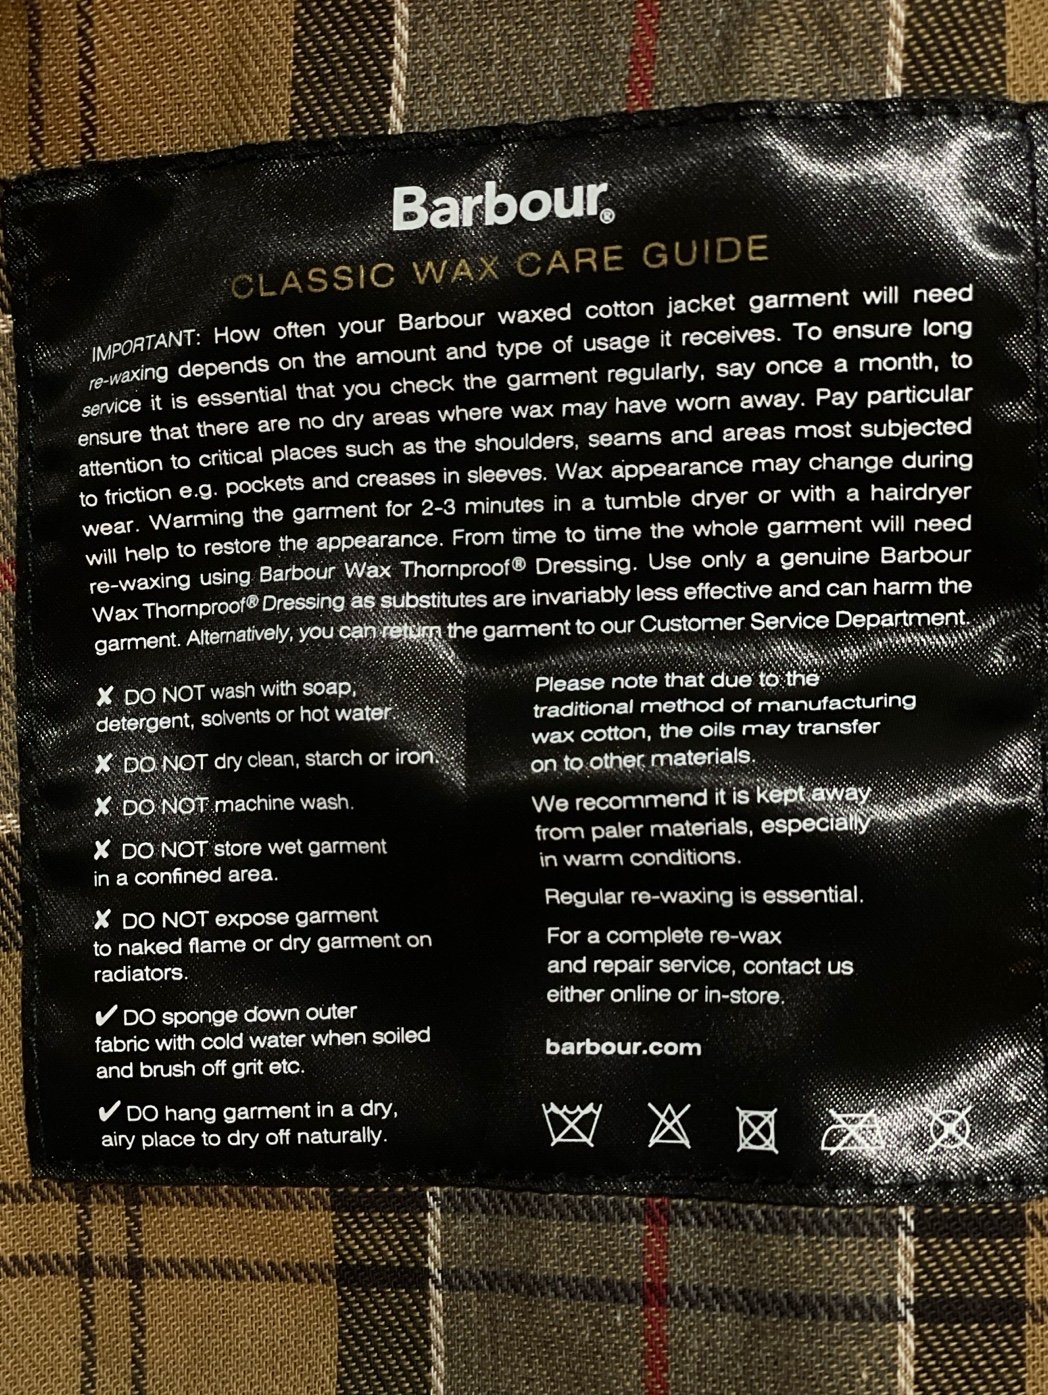 Barbour®
CLASSIC WAX CARE GUIDE
IMPORTANT: How often your Barbour waxed cotton jacket garment will need
re-waxing depends on the amount and type of usage it receives. To ensure long
service it is essential that you check the garment regularly, say once a month, to
ensure that there are no dry areas where wax may have worn away. Pay particular
attention to critical places such as the shoulders, seams and areas most subjected
to friction e.g. pockets and creases in sleeves. Wax appearance may change during
wear. Warming the garment for 2-3 minutes in a tumble dryer or with a hairdryer
will help to restore the appearance. From time to time the whole garment will need
re-waxing using Barbour Wax Thornproof® Dressing. Use only a genuine Barbour
Wax Thornproof® Dressing as substitutes are invariably less effective and can harm the
garment. Alternatively, you can return the garment to our Customer Service Department.
✘ DO NOT wash with soap,
detergent, solvents or hot water.
✘ DO NOT dry clean, starch or iron.
✘ DO NOT machine wash.
✘ DO NOT store wet garment
in a confined area.
✘ DO NOT expose garment
to naked flame or dry garment on
radiators.
✔ DO sponge down outer
fabric with cold water when soiled
and brush off grit etc.
✔ DO hang garment in a dry,
airy place to dry off naturally.
Please note that due to the
traditional method of manufacturing
wax cotton, the oils may transfer
on to other materials.
We recommend it is kept away
from paler materials, especially
in warm conditions.
Regular re-waxing is essential.
For a complete re-wax
and repair service, contact us
either online or in-store.
barbour.com